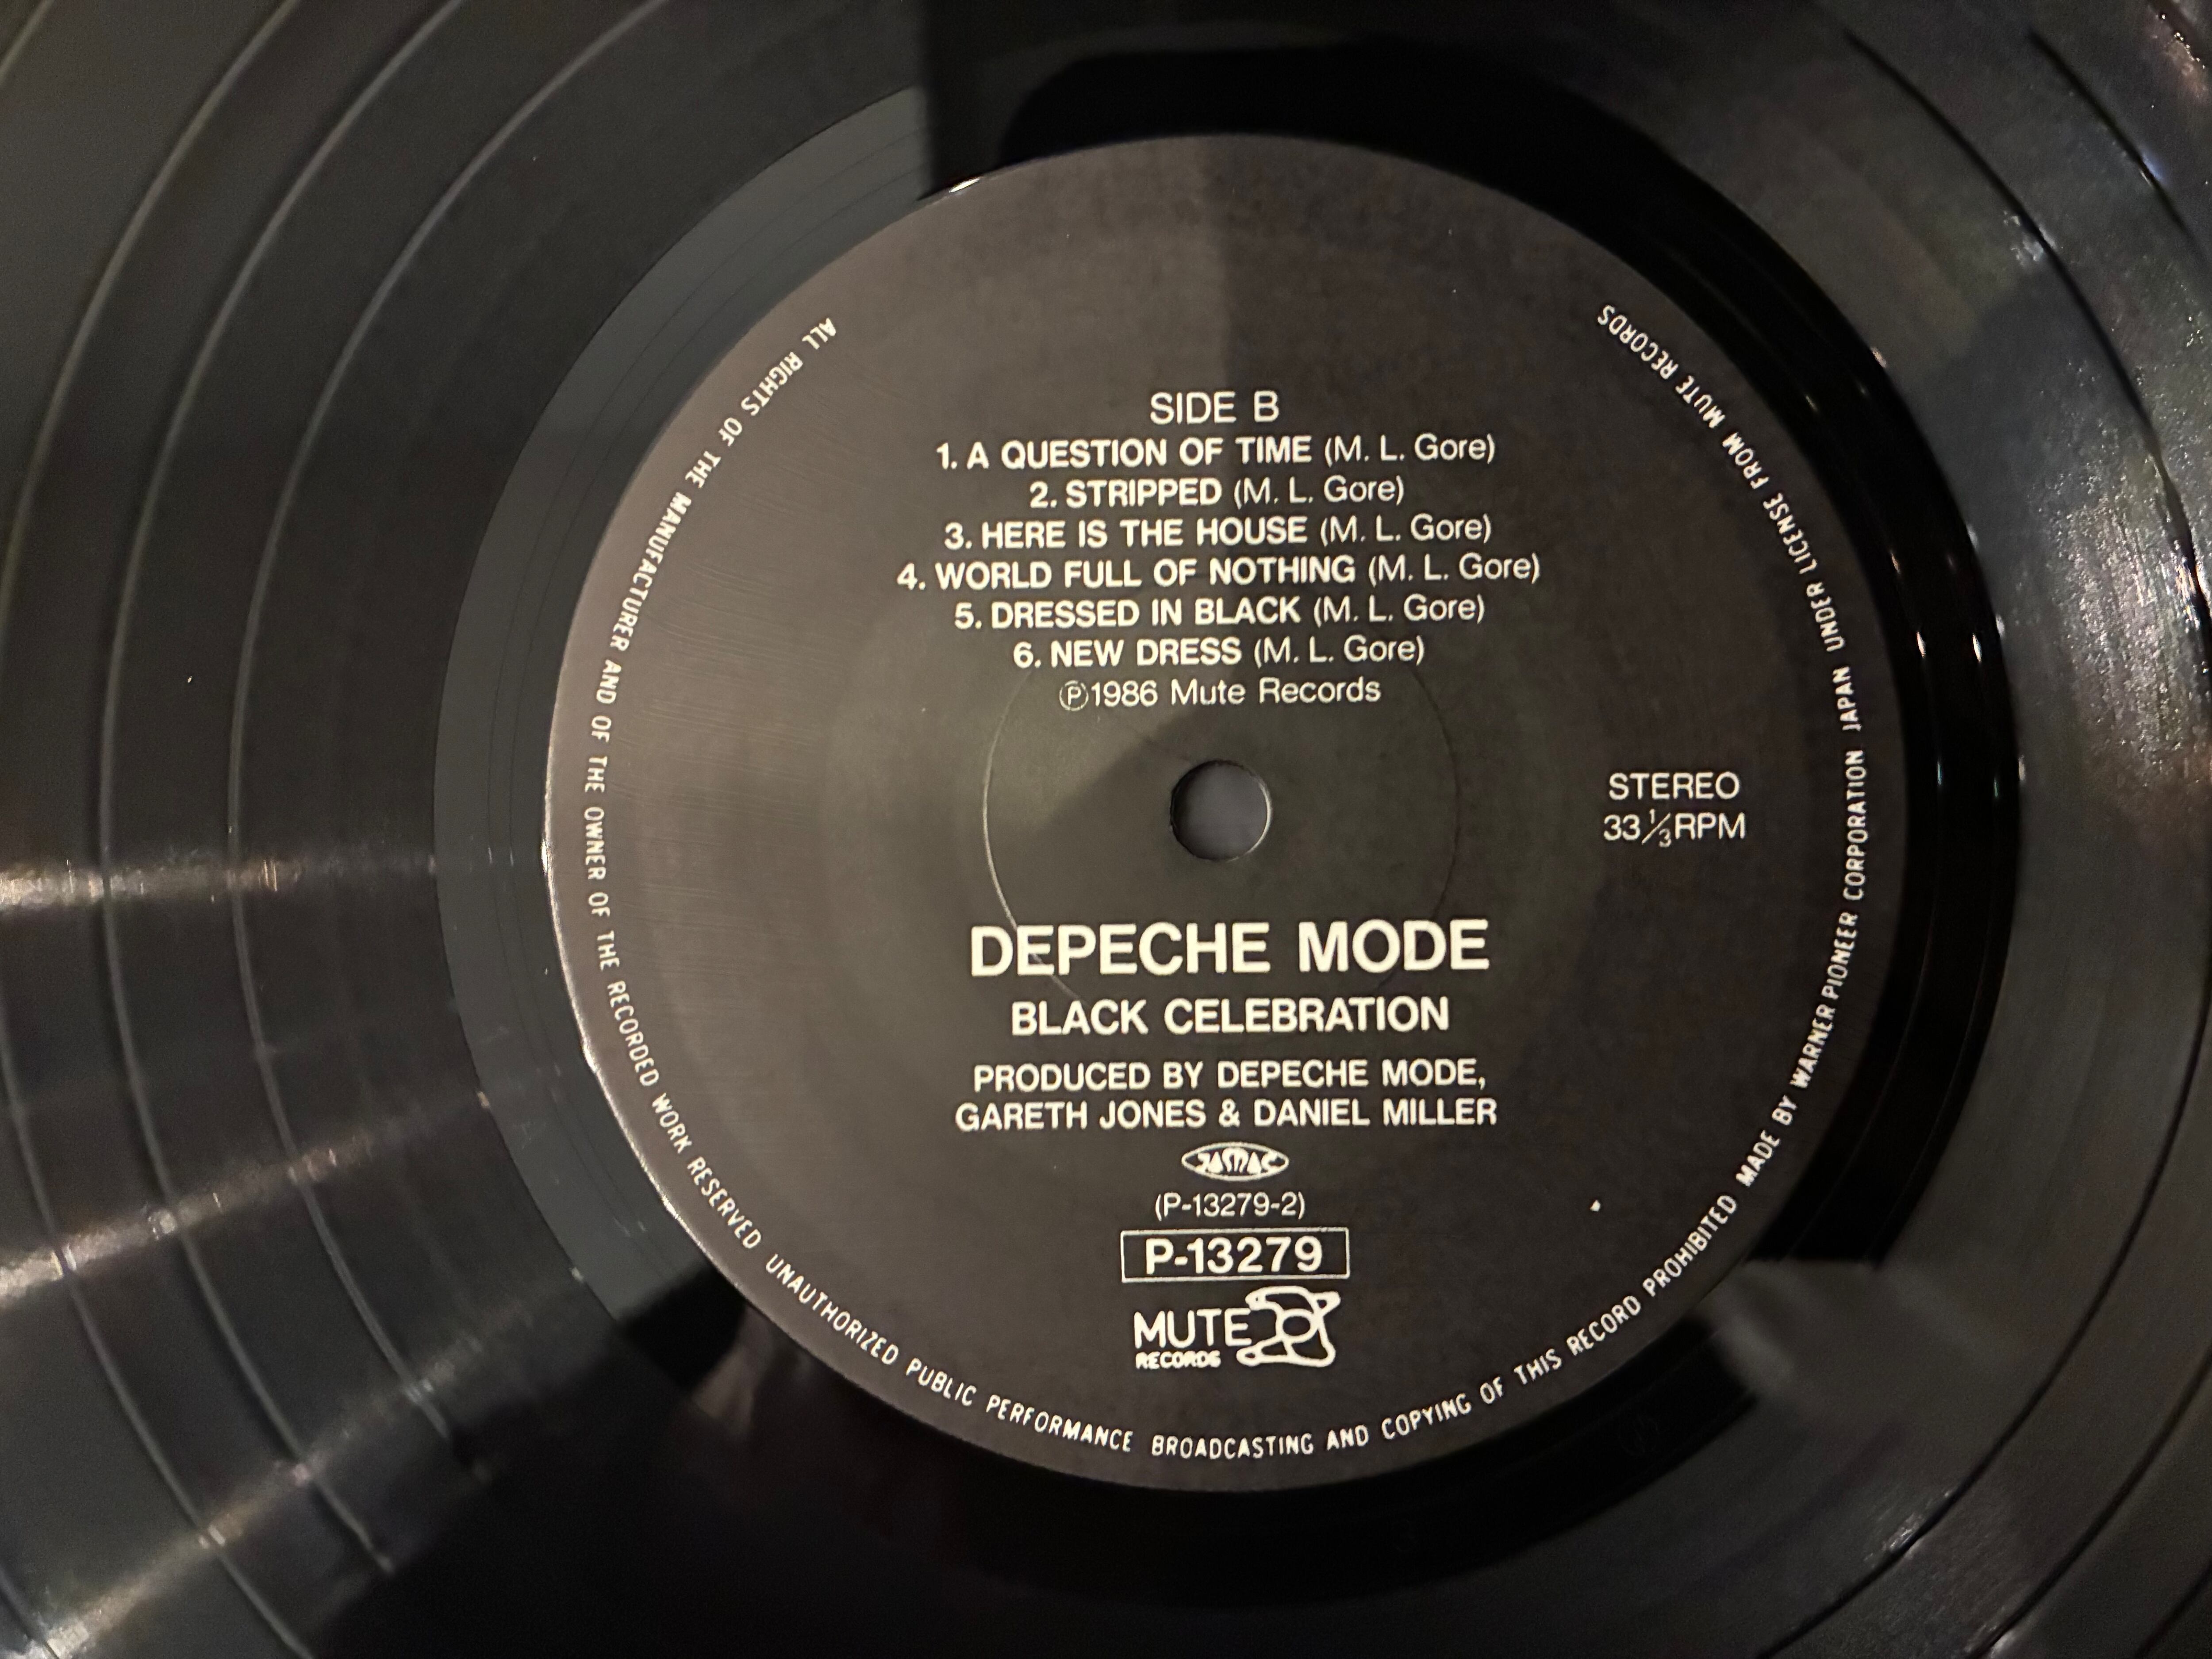 SIDE B
1. A QUESTION OF TIME (M. L. Gore)
2. STRIPPED (M. L. Gore)
3. HERE IS THE HOUSE (M. L. Gore)
4. WORLD FULL OF NOTHING (M. L. Gore)
5. DRESSED IN BLACK (M. L. Gore)
6. NEW DRESS (M. L. Gore)
Ⓟ1986 Mute Records
STEREO
33⅓RPM
DEPECHE MODE
BLACK CELEBRATION
PRODUCED BY DEPECHE MODE,
GARETH JONES & DANIEL MILLER
JASRAC
(P-13279-2)
P-13279
MUTE
RECORDS
ALL RIGHTS OF THE MANUFACTURER AND OF THE OWNER OF THE RECORDED WORK RESERVED UNAUTHORIZED PUBLIC PERFORMANCE BROADCASTING AND COPYING OF THIS RECORD PROHIBITED MADE BY WARNER PIONEER CORPORATION JAPAN UNDER LICENSE FROM MUTE RECORDS